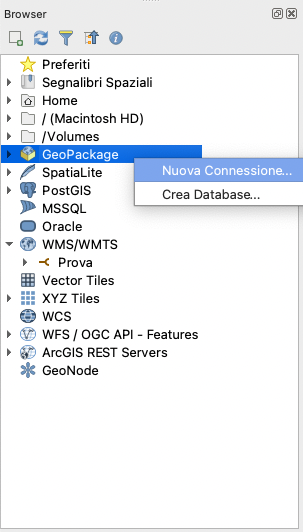 Browser
Preferiti
Segnalibri Spaziali
Home
/ (Macintosh HD)
/Volumes
GeoPackage
Nuova Connessione...
SpatiaLite
Crea Database...
PostGIS
MSSQL
Oracle
WMS/WMTS
Prova
Vector Tiles
XYZ Tiles
WCS
WFS / OGC API - Features
ArcGIS REST Servers
GeoNode